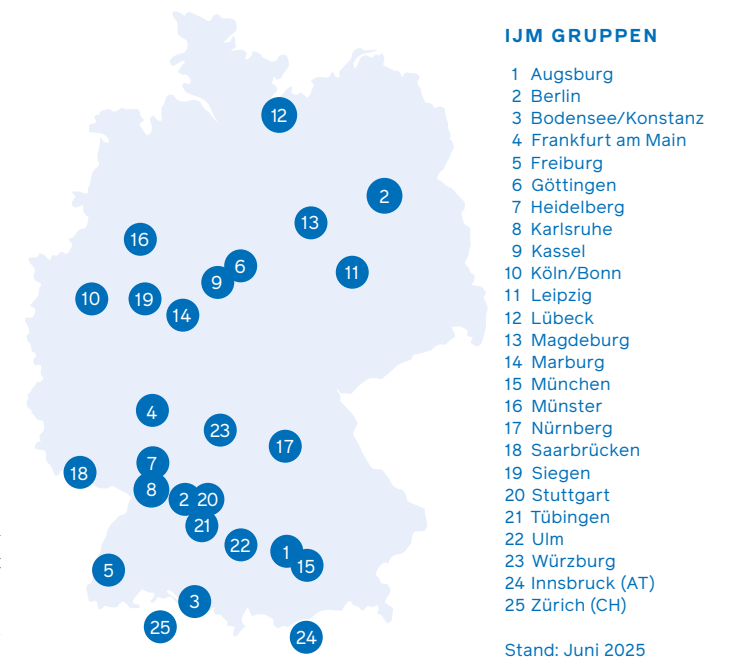 12
2
13
16
6
11
9
10
19
14
4
23
17
7
18
8
2 20
21
22
1
15
5
3
25
24
IJM GRUPPEN
1 Augsburg
2 Berlin
3 Bodensee/Konstanz
4 Frankfurt am Main
5 Freiburg
6 Göttingen
7 Heidelberg
8 Karlsruhe
9 Kassel
10 Köln/Bonn
11 Leipzig
12 Lübeck
13 Magdeburg
14 Marburg
15 München
16 Münster
17 Nürnberg
18 Saarbrücken
19 Siegen
20 Stuttgart
21 Tübingen
22 Ulm
23 Würzburg
24 Innsbruck (AT)
25 Zürich (CH)
Stand: Juni 2025